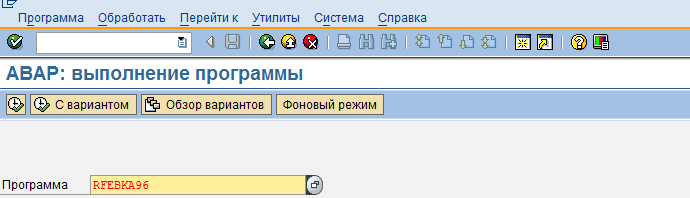 Программа Обработать Перейти к Утилиты Система Справка
ABAP: выполнение программы
С вариантом Обзор вариантов Фоновый режим
Программа RFEBKA96